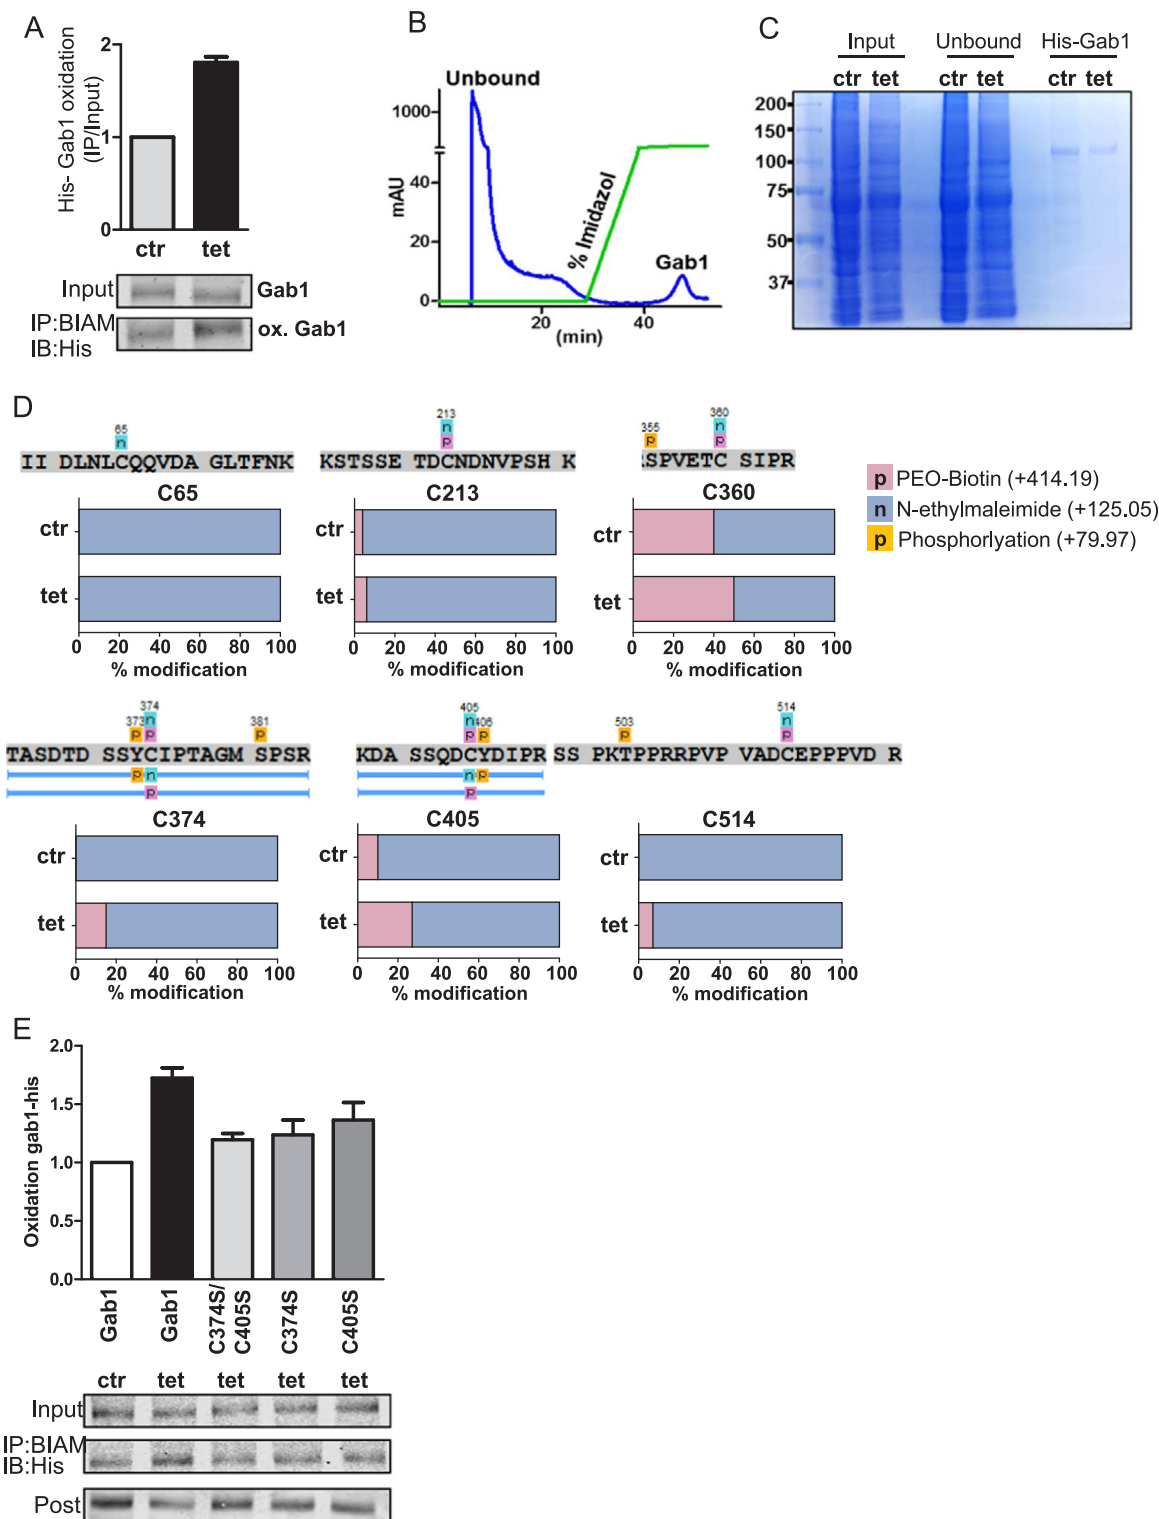 A
His- Gab1 oxidation
(IP/Input)
2
1
0
ctr tet
Input Gab1
IP:BIAM
IB:His
ox. Gab1
B
Unbound
1000
40
20
0
mAU
% Imidazol
Gab1
20 40
(min)
C
Input Unbound His-Gab1
ctr tet ctr tet ctr tet
200
150
100
75
50
37
D
65
n
II DLNLCQQVDA GLTFNK
C65
ctr
tet
0 20 40 60 80 100
% modification
213
n
p
KSTSSE TDCNDNVPSH K
C213
0 20 40 60 80 100
% modification
355 360
n
p p
RSPVETC SIPR
C360
ctr
tet
0 20 40 60 80 100
% modification
p PEO-Biotin (+414.19)
n N-ethylmaleimide (+125.05)
p Phosphorlyation (+79.97)
373 374 381
n
p p p
TASDTD SSYCIPTAGM SPSR
p n
p
C374
ctr
tet
0 20 40 60 80 100
% modification
405 406
n
p p
KDA SSQDCYDIPR
n p
p
C405
ctr
tet
0 20 40 60 80 100
% modification
503 514
n
p p
SS PKTPPRRPVP VADCEPPPVD R
C514
ctr
tet
0 20 40 60 80 100
% modification
E
Oxidation gab1-his
2.0
1.5
1.0
0.5
0.0
Gab1
Gab1
C374S/
C405S
C374S
C405S
ctr tet tet tet tet
Input
IP:BIAM
IB:His
Post